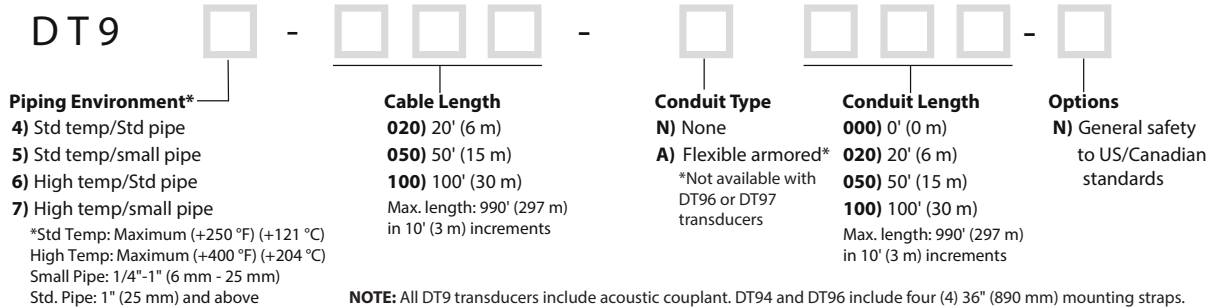 DT9 - - -
Piping Environment*
4) Std temp/Std pipe
5) Std temp/small pipe
6) High temp/Std pipe
7) High temp/small pipe
*Std Temp: Maximum (+250 °F) (+121 °C)
High Temp: Maximum (+400 °F) (+204 °C)
Small Pipe: 1/4"-1" (6 mm - 25 mm)
Std. Pipe: 1" (25 mm) and above
Cable Length
020) 20' (6 m)
050) 50' (15 m)
100) 100' (30 m)
Max. length: 990' (297 m)
in 10' (3 m) increments
Conduit Type
N) None
A) Flexible armored*
*Not available with
DT96 or DT97
transducers
Conduit Length
000) 0' (0 m)
020) 20' (6 m)
050) 50' (15 m)
100) 100' (30 m)
Max. length: 990' (297 m)
in 10' (3 m) increments
Options
N) General safety
to US/Canadian
standards
NOTE: All DT9 transducers include acoustic couplant. DT94 and DT96 include four (4) 36" (890 mm) mounting straps.